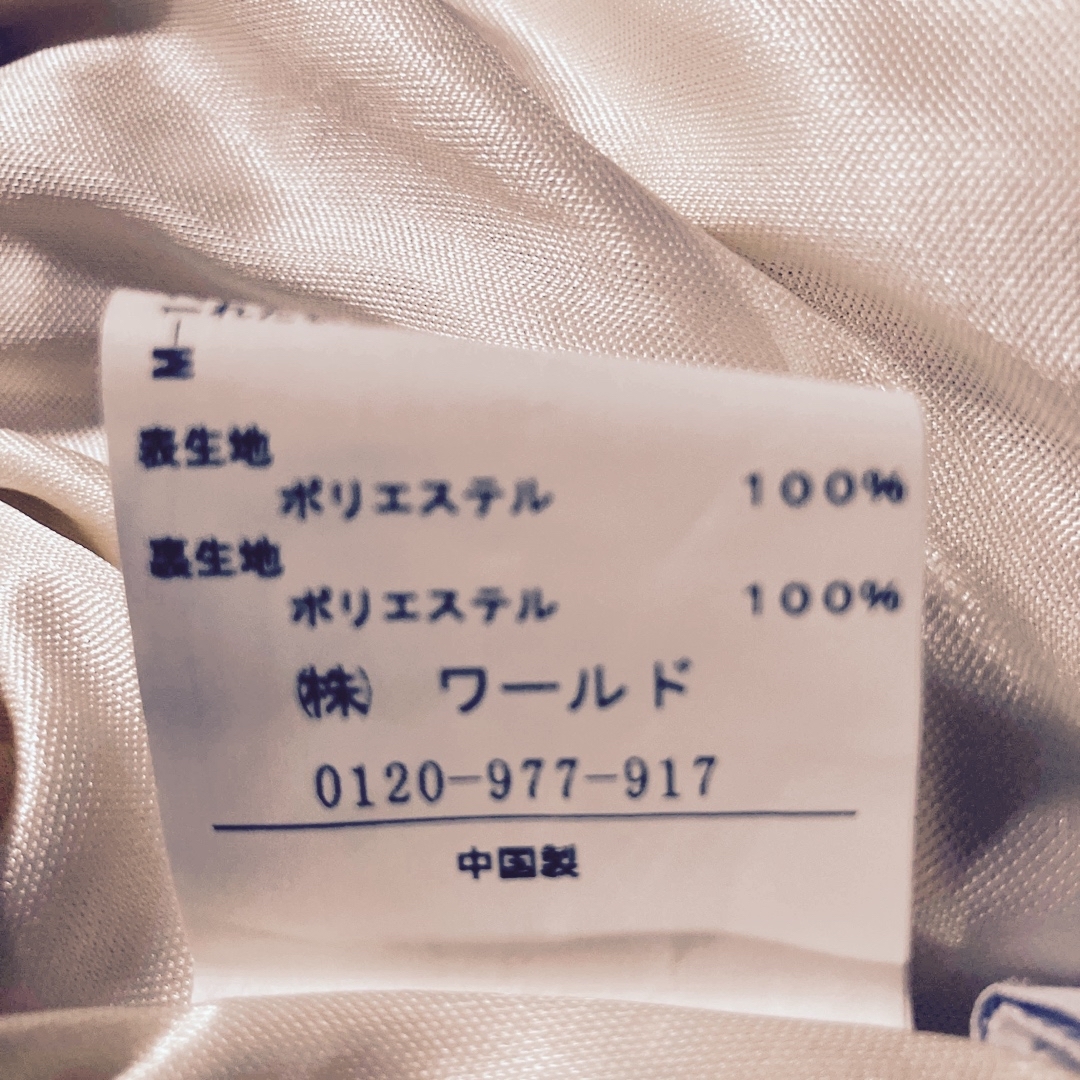 表生地
ポリエステル 100%
裏生地
ポリエステル 100%
㈱ ワールド
0120-977-917
中国製